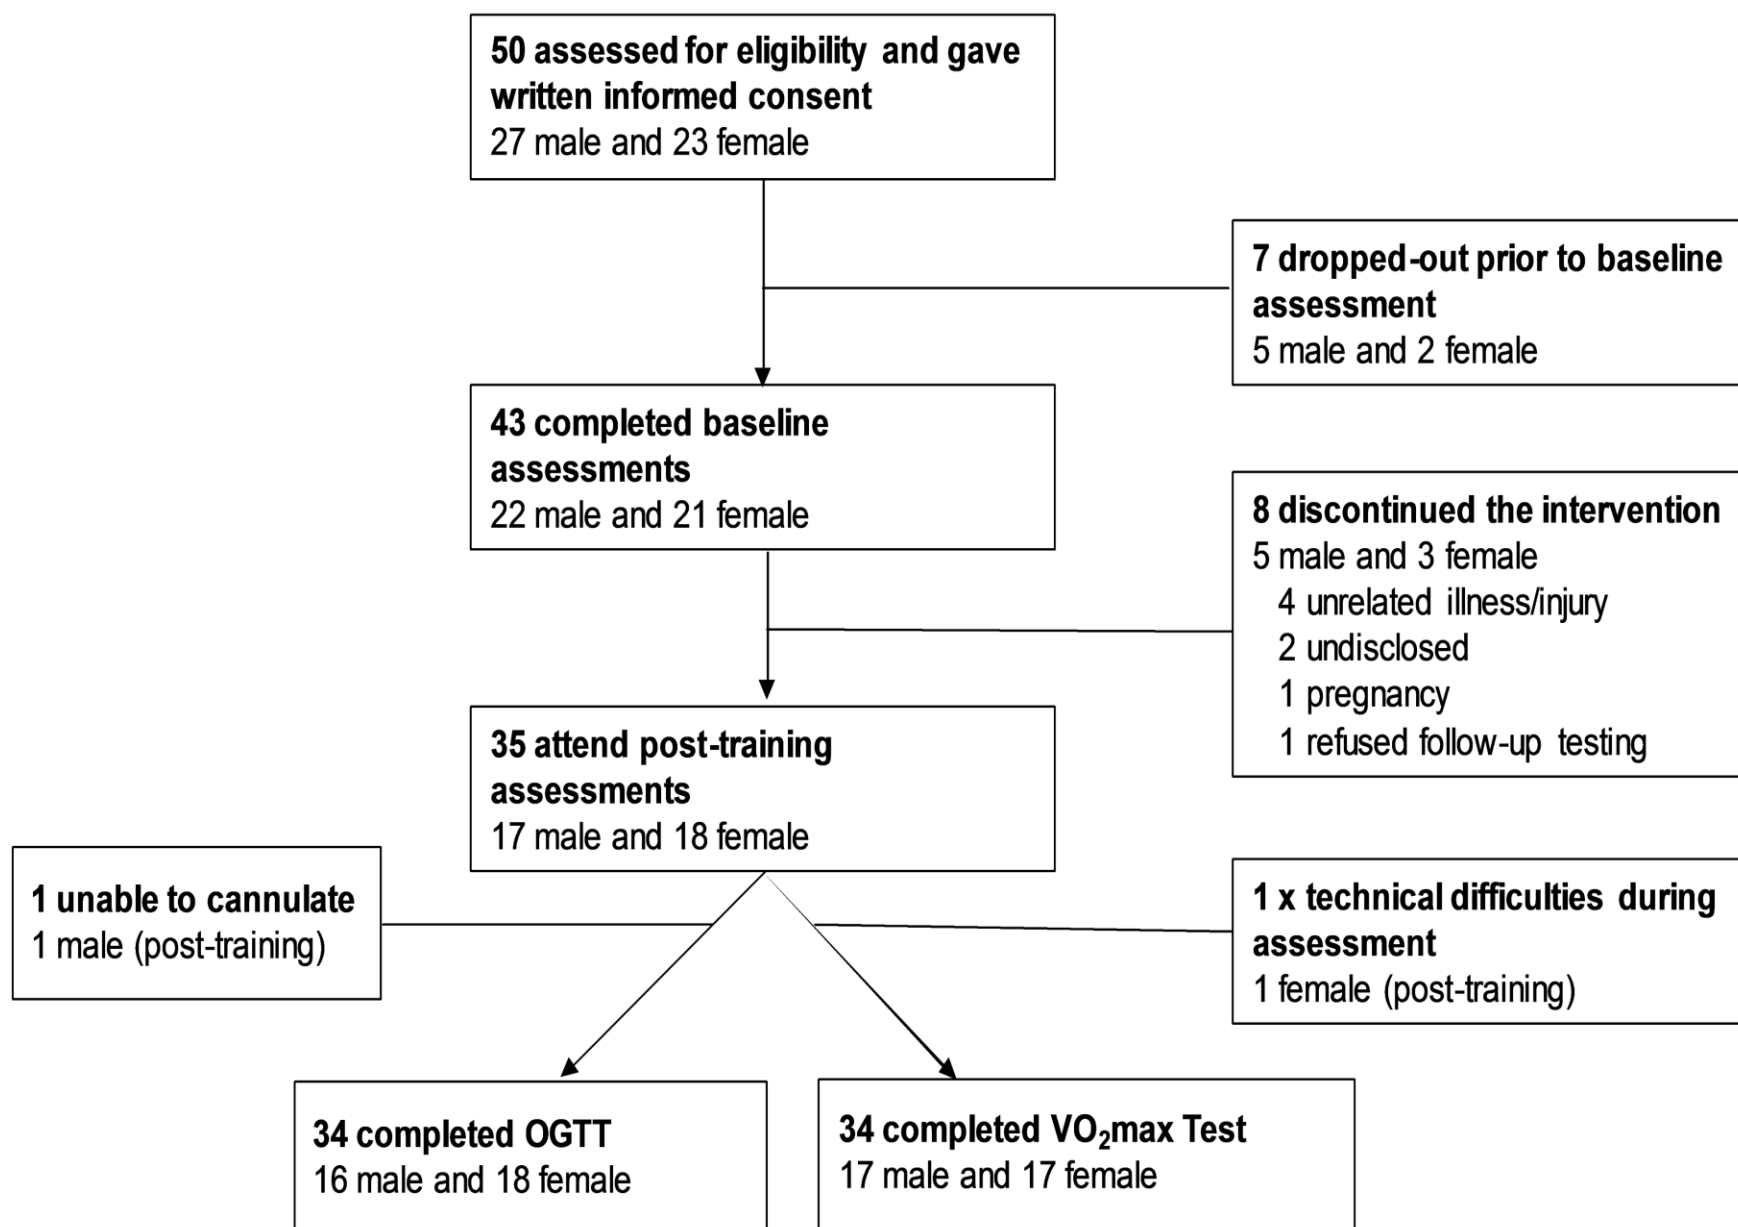 50 assessed for eligibility and gave
written informed consent
27 male and 23 female
7 dropped-out prior to baseline
assessment
5 male and 2 female
43 completed baseline
assessments
22 male and 21 female
8 discontinued the intervention
5 male and 3 female
4 unrelated illness/injury
2 undisclosed
1 pregnancy
1 refused follow-up testing
35 attend post-training
assessments
17 male and 18 female
1 unable to cannulate
1 male (post-training)
1 x technical difficulties during
assessment
1 female (post-training)
34 completed OGTT
16 male and 18 female
34 completed VO₂max Test
17 male and 17 female